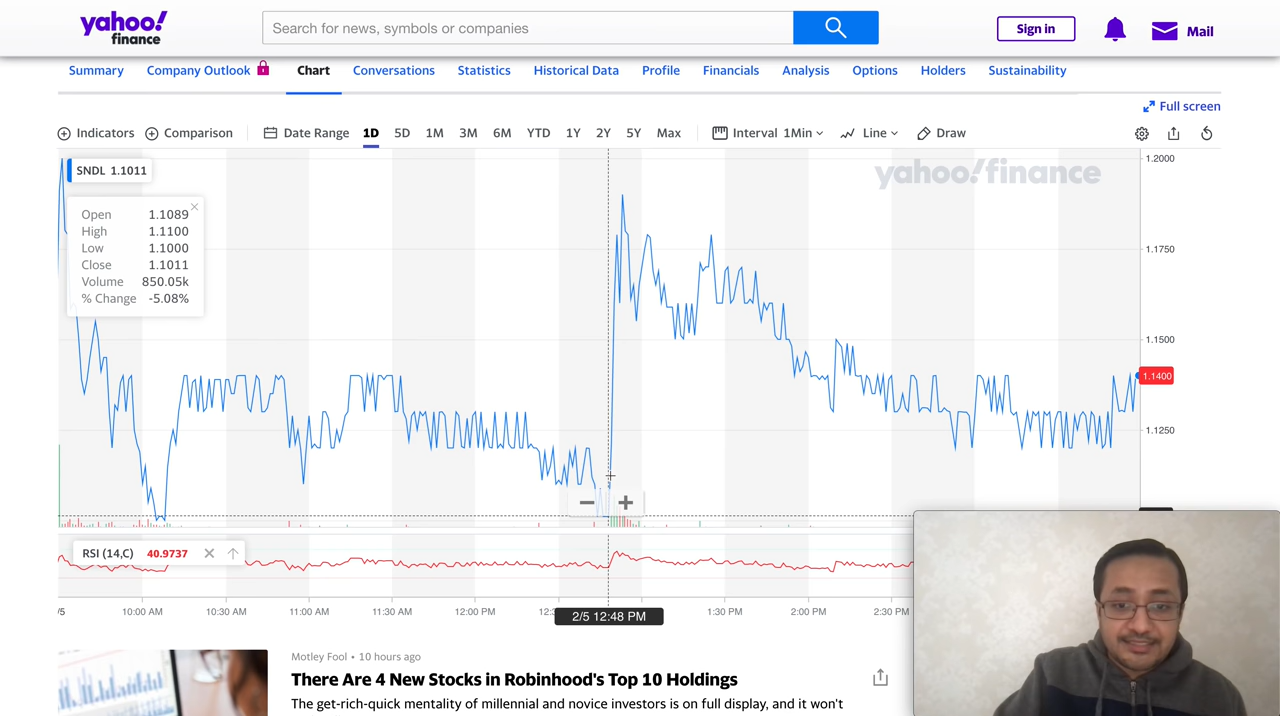 yahoo!
finance
Search for news, symbols or companies
Sign in
Mail
Summary Company Outlook Chart Conversations Statistics Historical Data Profile Financials Analysis Options Holders Sustainability
Full screen
Indicators Comparison Date Range 1D 5D 1M 3M 6M YTD 1Y 2Y 5Y Max Interval 1Min Line Draw
SNDL 1.1011
yahoo!finance
1.2000
Open 1.1089
High 1.1100
Low 1.1000
Close 1.1011
Volume 850.05k
% Change -5.08%
1.1750
1.1500
1.1400
1.1250
RSI (14,C) 40.9737
/5 10:00 AM 10:30 AM 11:00 AM 11:30 AM 12:00 PM 12:3 1:30 PM 2:00 PM 2:30 PM
2/5 12:48 PM
Motley Fool • 10 hours ago
There Are 4 New Stocks in Robinhood's Top 10 Holdings
The get-rich-quick mentality of millennial and novice investors is on full display, and it won't